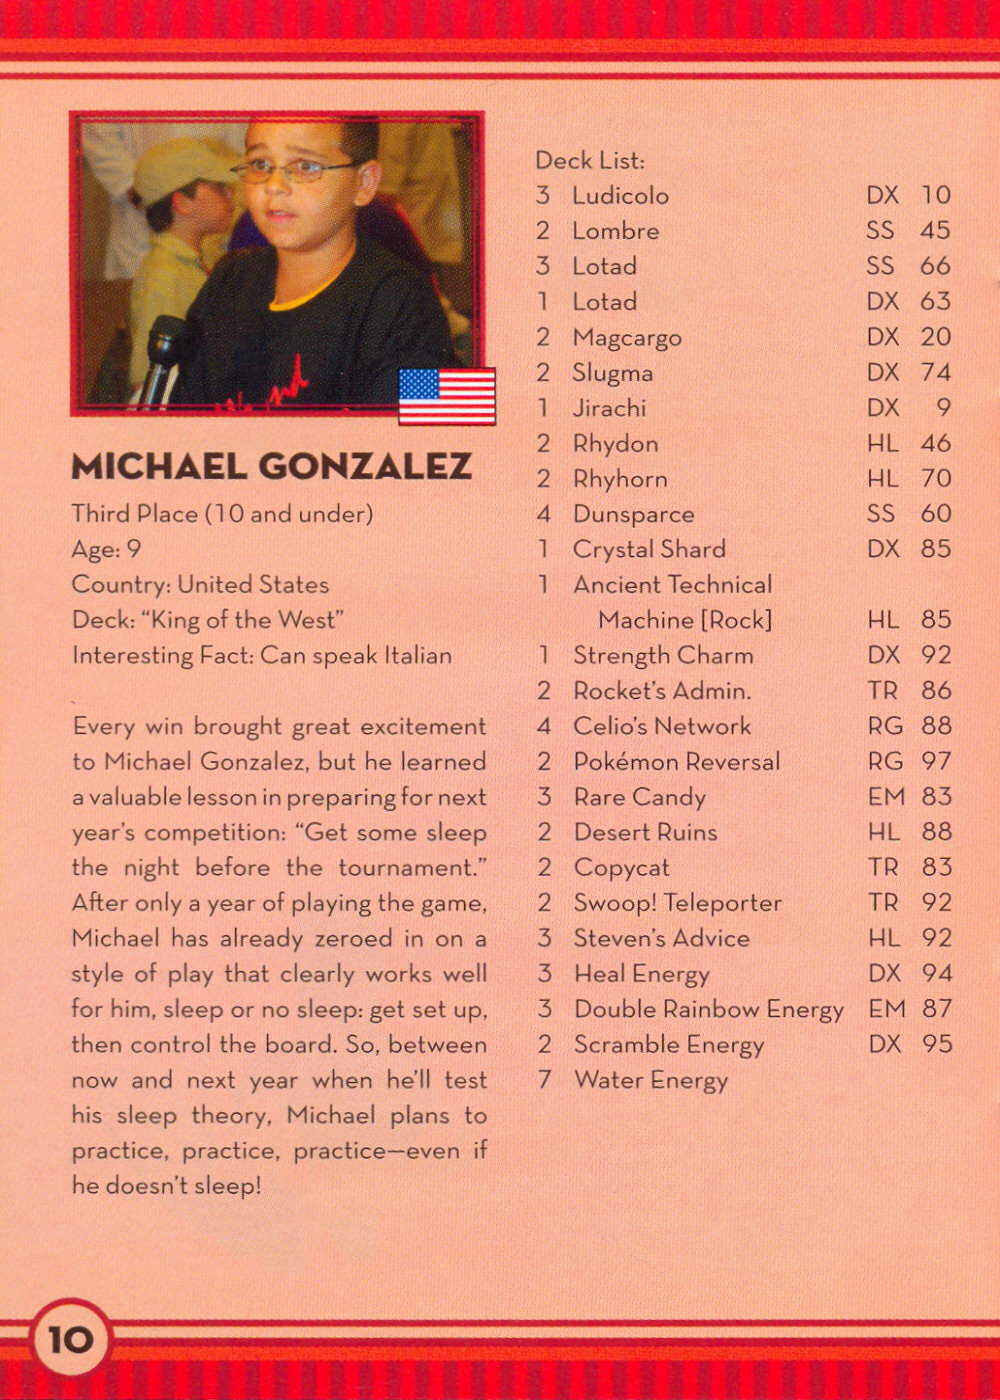 MICHAEL GONZALEZ
Third Place (10 and under)
Age: 9
Country: United States
Deck: “King of the West”
Interesting Fact: Can speak Italian
Every win brought great excitement
to Michael Gonzalez, but he learned
a valuable lesson in preparing for next
year’s competition: “Get some sleep
the night before the tournament.”
After only a year of playing the game,
Michael has already zeroed in on a
style of play that clearly works well
for him, sleep or no sleep: get set up,
then control the board. So, between
now and next year when he’ll test
his sleep theory, Michael plans to
practice, practice, practice—even if
he doesn’t sleep!
Deck List:
3 Ludicolo DX 10
2 Lombre SS 45
3 Lotad SS 66
1 Lotad DX 63
2 Magcargo DX 20
2 Slugma DX 74
1 Jirachi DX 9
2 Rhydon HL 46
2 Rhyhorn HL 70
4 Dunsparce SS 60
1 Crystal Shard DX 85
1 Ancient Technical
Machine [Rock] HL 85
1 Strength Charm DX 92
2 Rocket’s Admin. TR 86
4 Celio’s Network RG 88
2 Pokémon Reversal RG 97
3 Rare Candy EM 83
2 Desert Ruins HL 88
2 Copycat TR 83
2 Swoop! Teleporter TR 92
3 Steven’s Advice HL 92
3 Heal Energy DX 94
3 Double Rainbow Energy EM 87
2 Scramble Energy DX 95
7 Water Energy
10